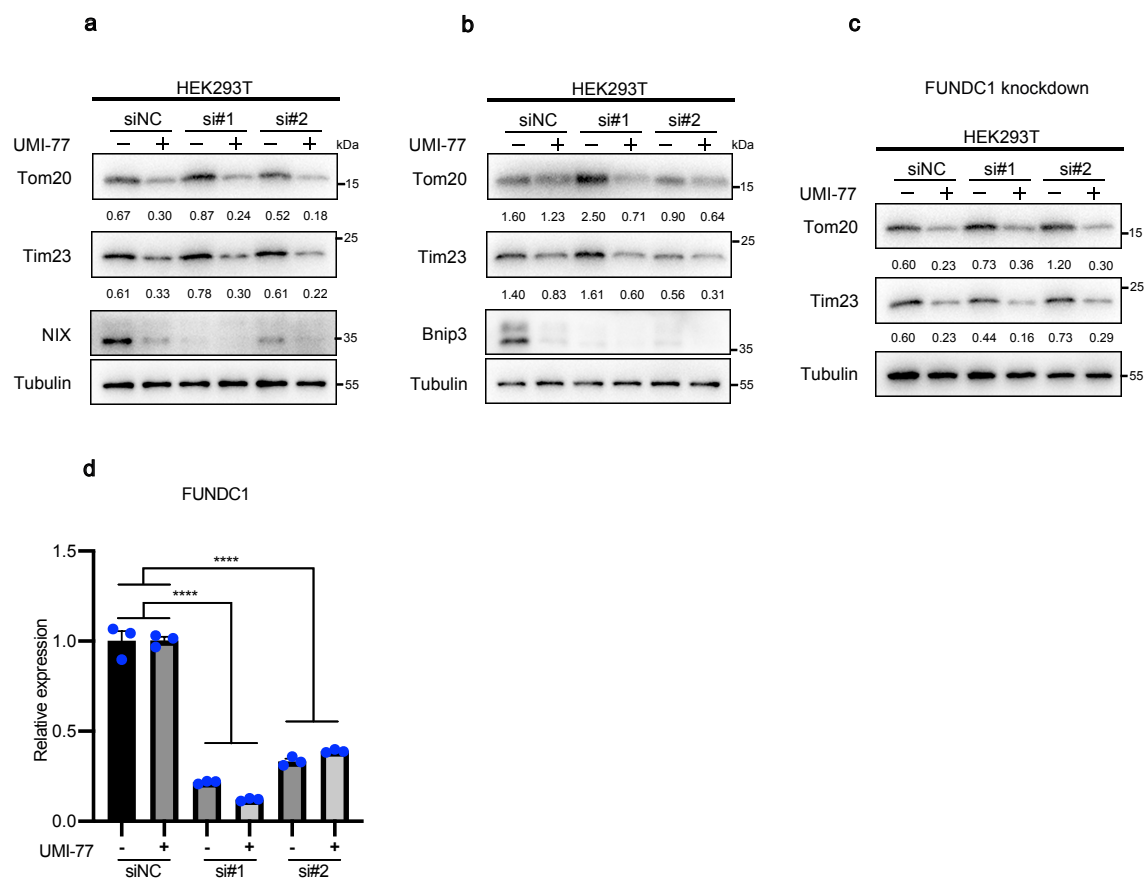 a
HEK293T
siNC si#1 si#2
UMI-77 — + — + — + kDa
Tom20 15
0.67 0.30 0.87 0.24 0.52 0.18
Tim23 25
0.61 0.33 0.78 0.30 0.61 0.22
NIX 35
Tubulin 55
b
HEK293T
siNC si#1 si#2
UMI-77 — + — + — + kDa
Tom20 15
1.60 1.23 2.50 0.71 0.90 0.64
Tim23 25
1.40 0.83 1.61 0.60 0.56 0.31
Bnip3 35
Tubulin 55
c
FUNDC1 knockdown
HEK293T
siNC si#1 si#2
UMI-77 — + — + — +
Tom20 15
0.60 0.23 0.73 0.36 1.20 0.30
Tim23 25
0.60 0.23 0.44 0.16 0.73 0.29
Tubulin 55
d
FUNDC1
Relative expression
1.5
1.0
0.5
0.0
****
****
UMI-77 - + - + - +
siNC si#1 si#2